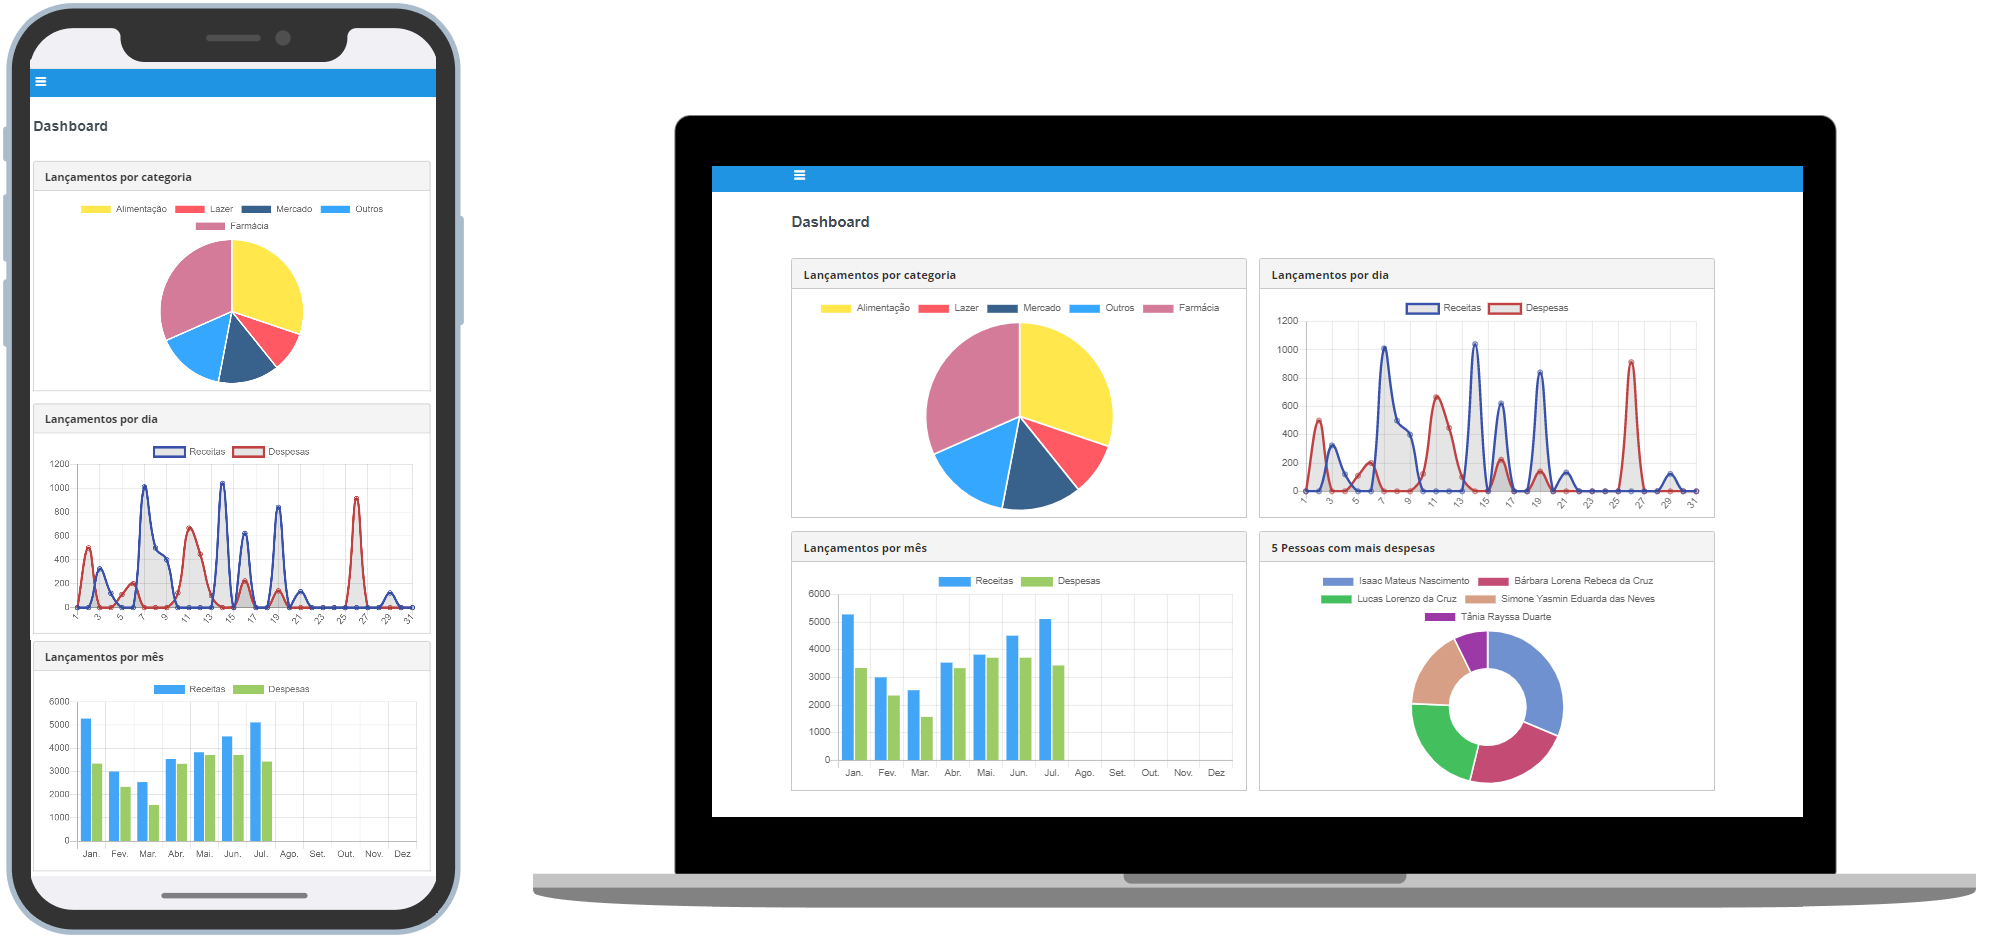 Dashboard
Lançamentos por categoria
Alimentação Lazer Mercado Outros
Farmácia
Lançamentos por dia
Receitas Despesas
1200
1000
800
600
400
200
0
1 3 5 7 9 11 13 15 17 19 21 23 25 27 29 31
Lançamentos por mês
Receitas Despesas
6000
5000
4000
3000
2000
1000
0
Jan. Fev. Mar. Abr. Mai. Jun. Jul. Ago. Set. Out. Nov. Dez
Dashboard
Lançamentos por categoria
Alimentação Lazer Mercado Outros Farmácia
Lançamentos por dia
Receitas Despesas
1200
1000
800
600
400
200
0
1 3 5 7 9 11 13 15 17 19 21 23 25 27 29 31
Lançamentos por mês
Receitas Despesas
6000
5000
4000
3000
2000
1000
0
Jan. Fev. Mar. Abr. Mai. Jun. Jul. Ago. Set. Out. Nov. Dez
5 Pessoas com mais despesas
Isaac Mateus Nascimento Bárbara Lorena Rebeca da Cruz
Lucas Lorenzo da Cruz Simone Yasmin Eduarda das Neves
Tânia Rayssa Duarte